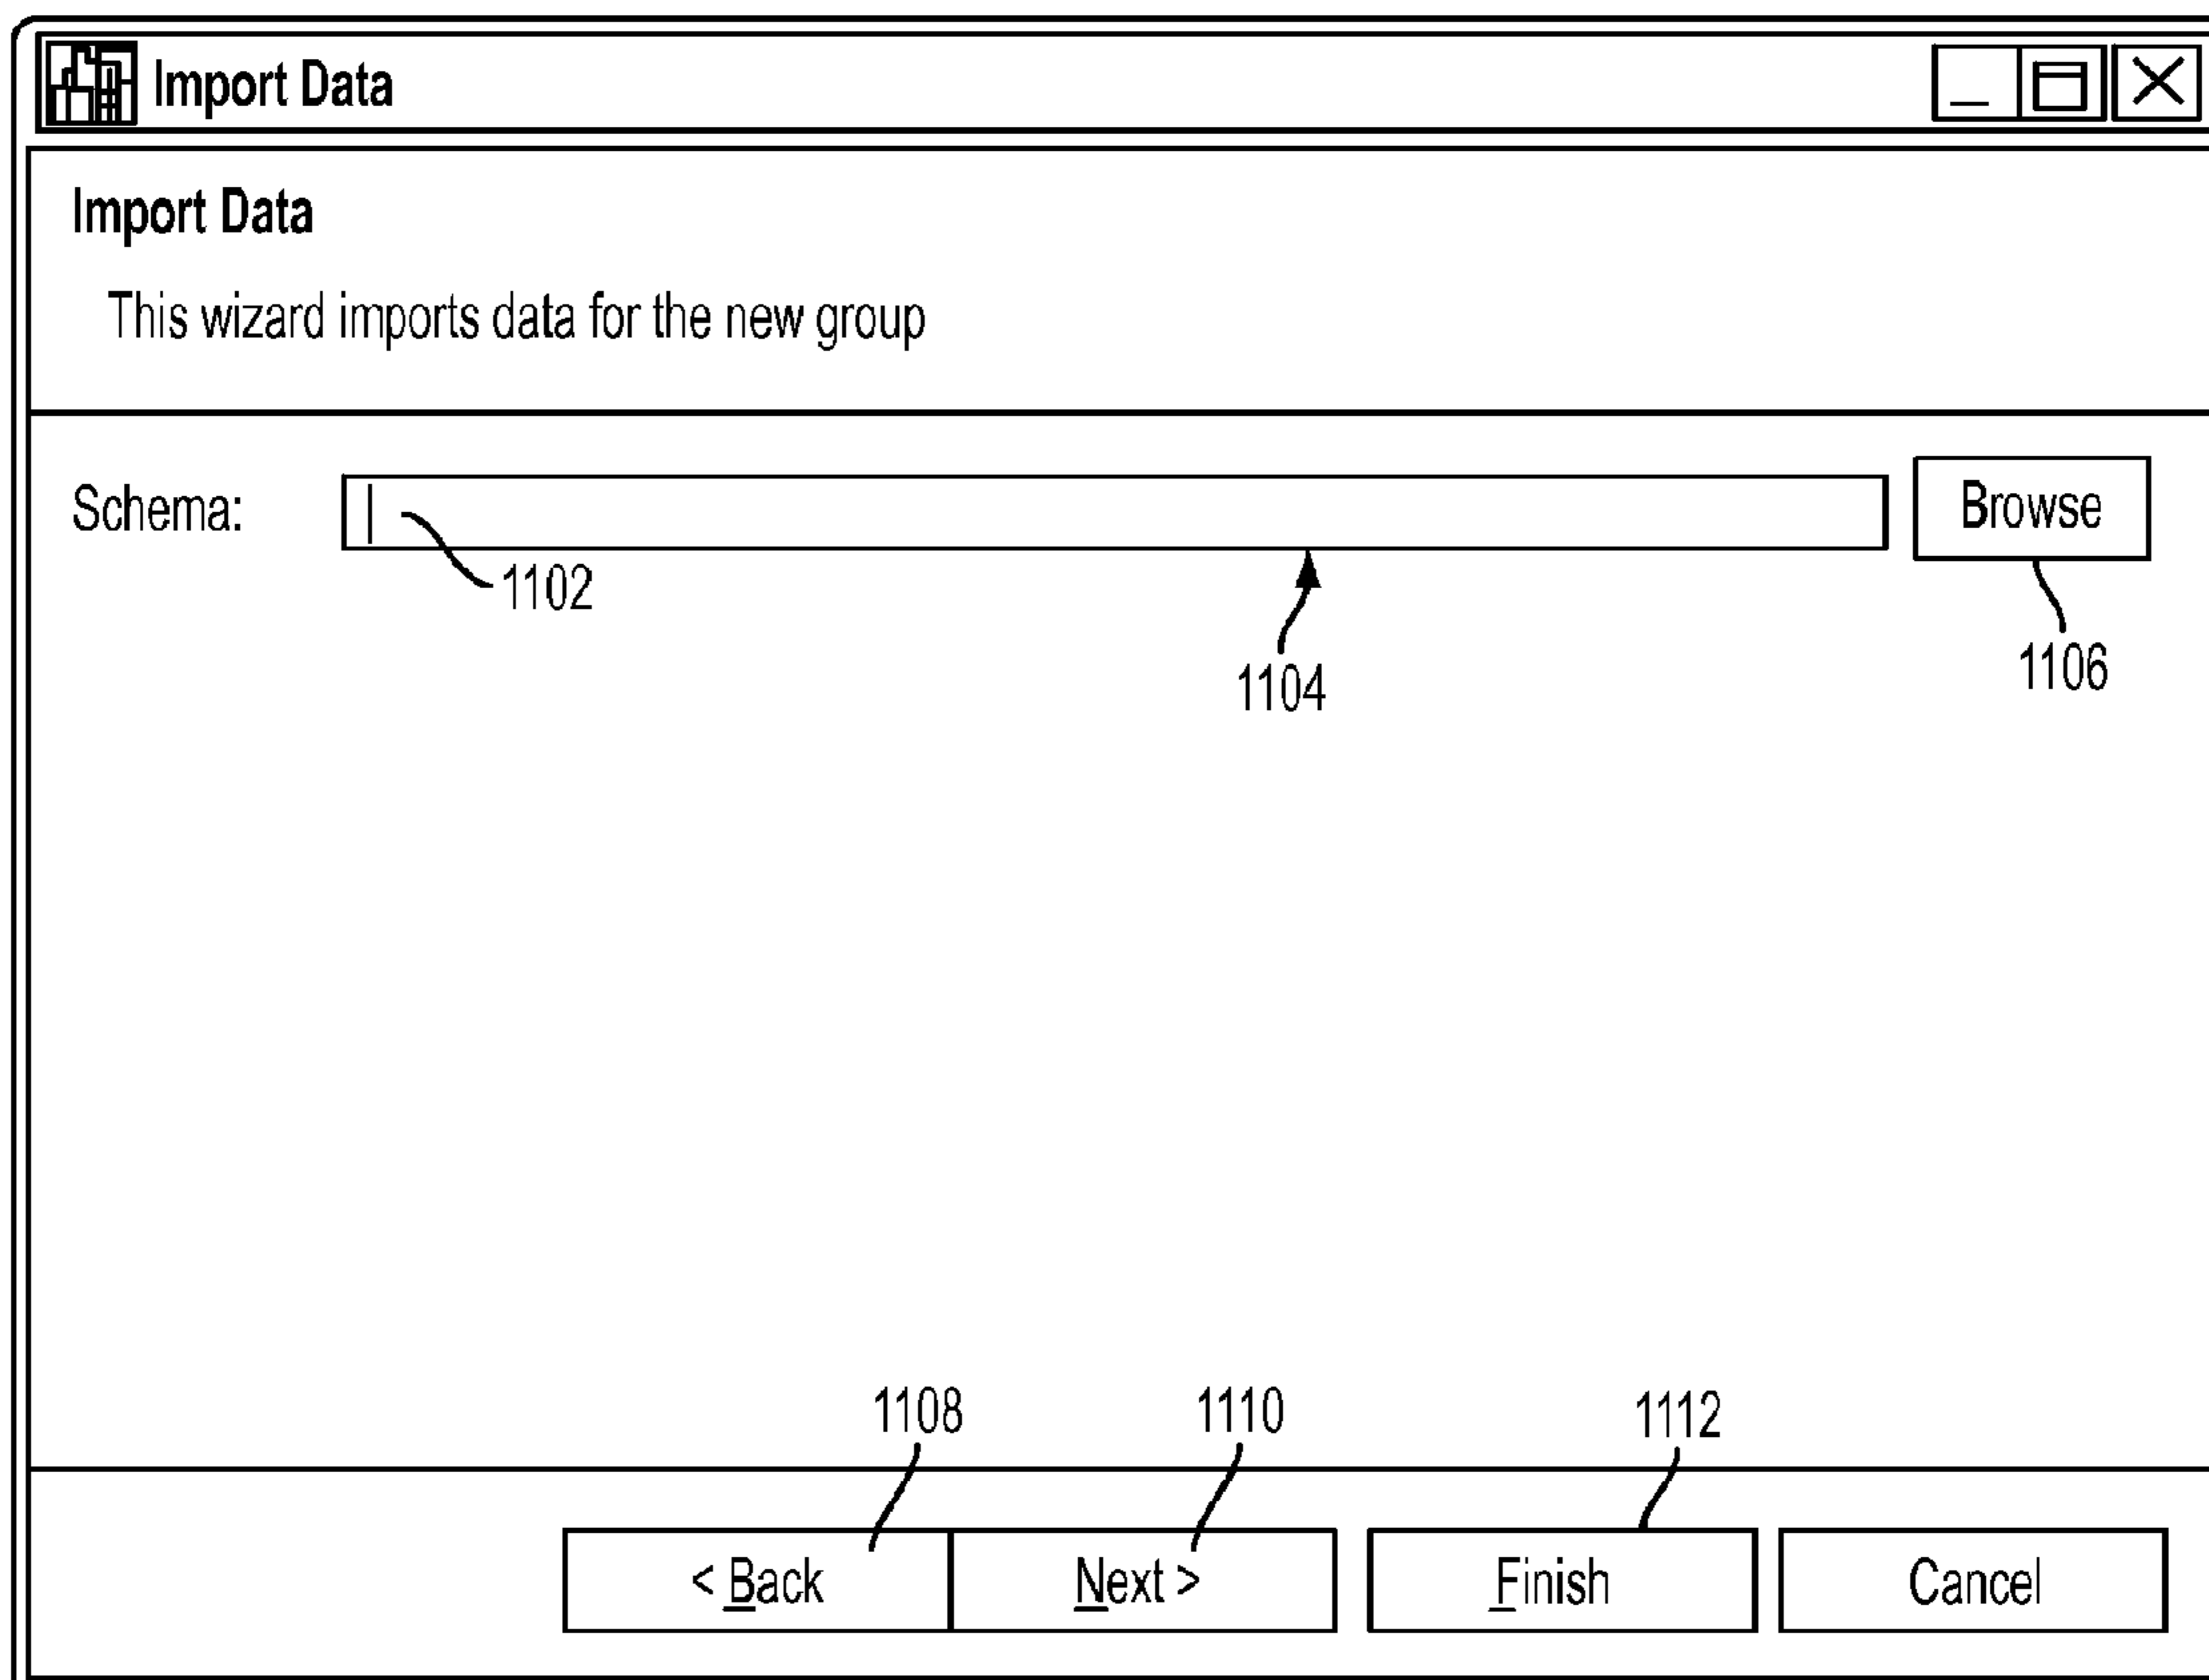 Import Data
Import Data
This wizard imports data for the new group
Schema:
Browse
1102
1104
1106
1108
1110
1112
< Back
Next >
Finish
Cancel